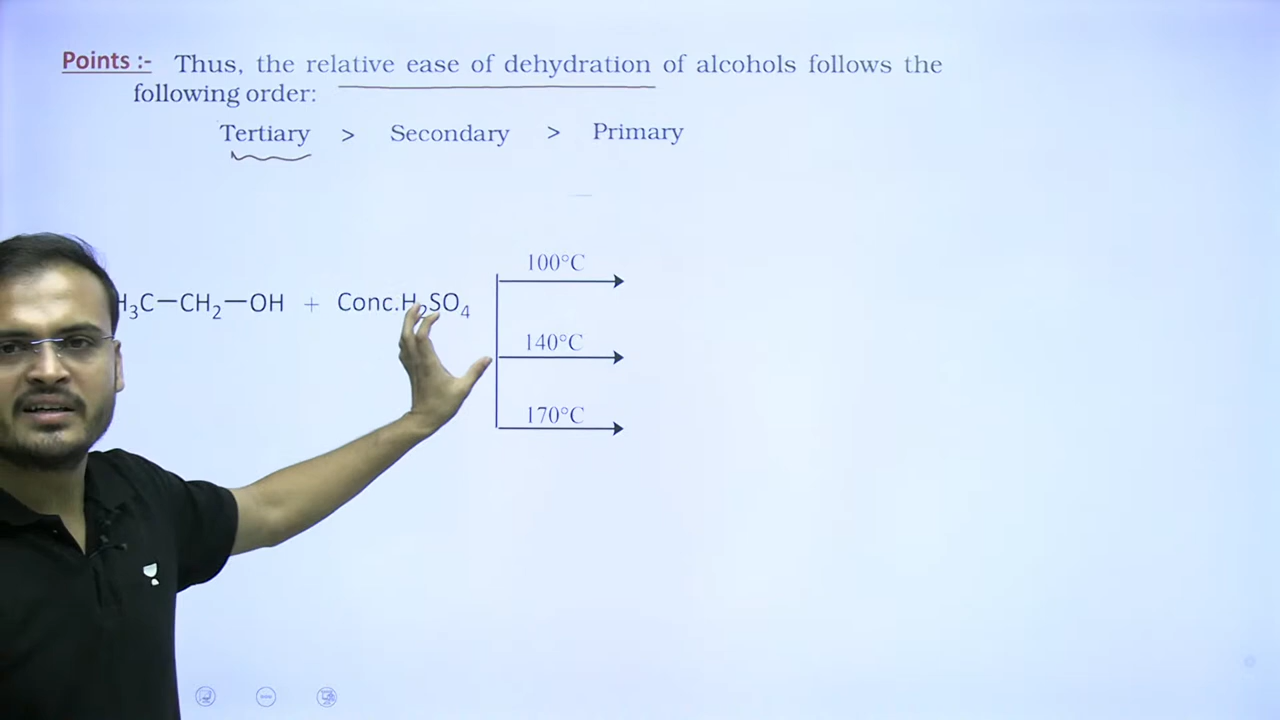 Points :- Thus, the relative ease of dehydration of alcohols follows the
following order:
Tertiary > Secondary > Primary
100°C
H₃C—CH₂—OH + Conc.H₂SO₄
140°C
170°C